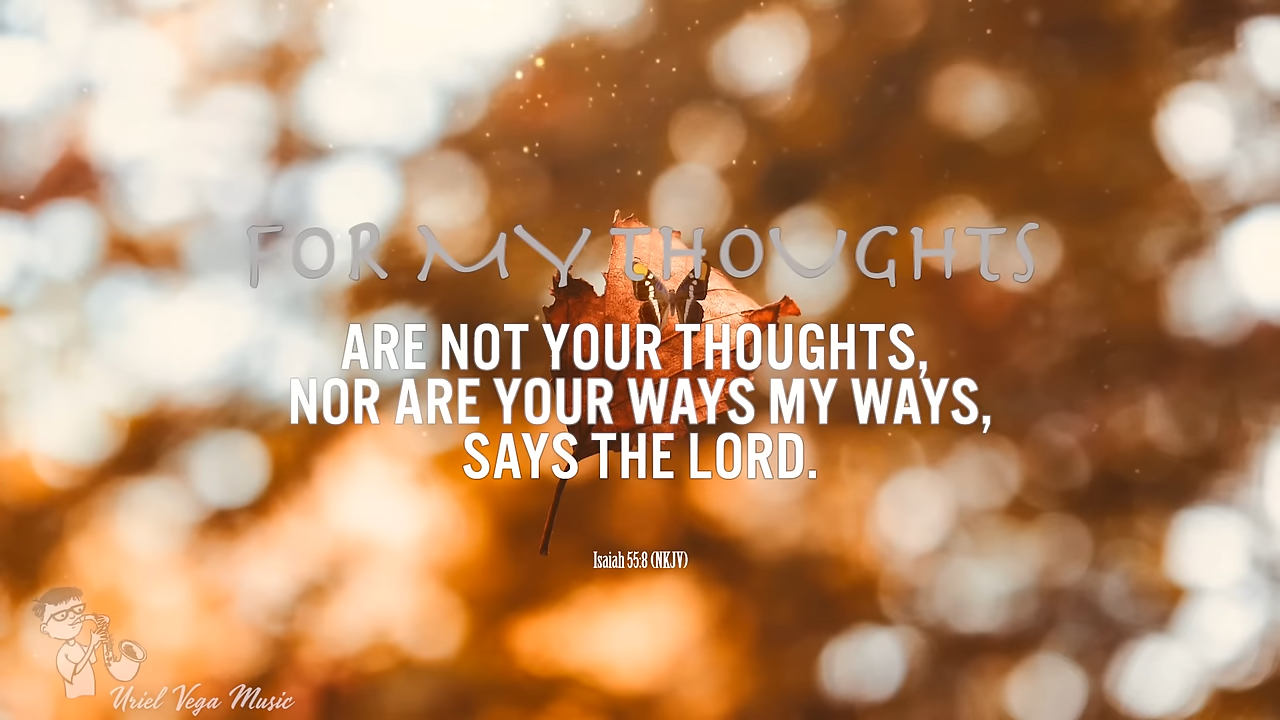 FOR MY THOUGHTS
ARE NOT YOUR THOUGHTS,
NOR ARE YOUR WAYS MY WAYS,
SAYS THE LORD.
Isaiah 55:8 (NKJV)
Uriel Vega Music